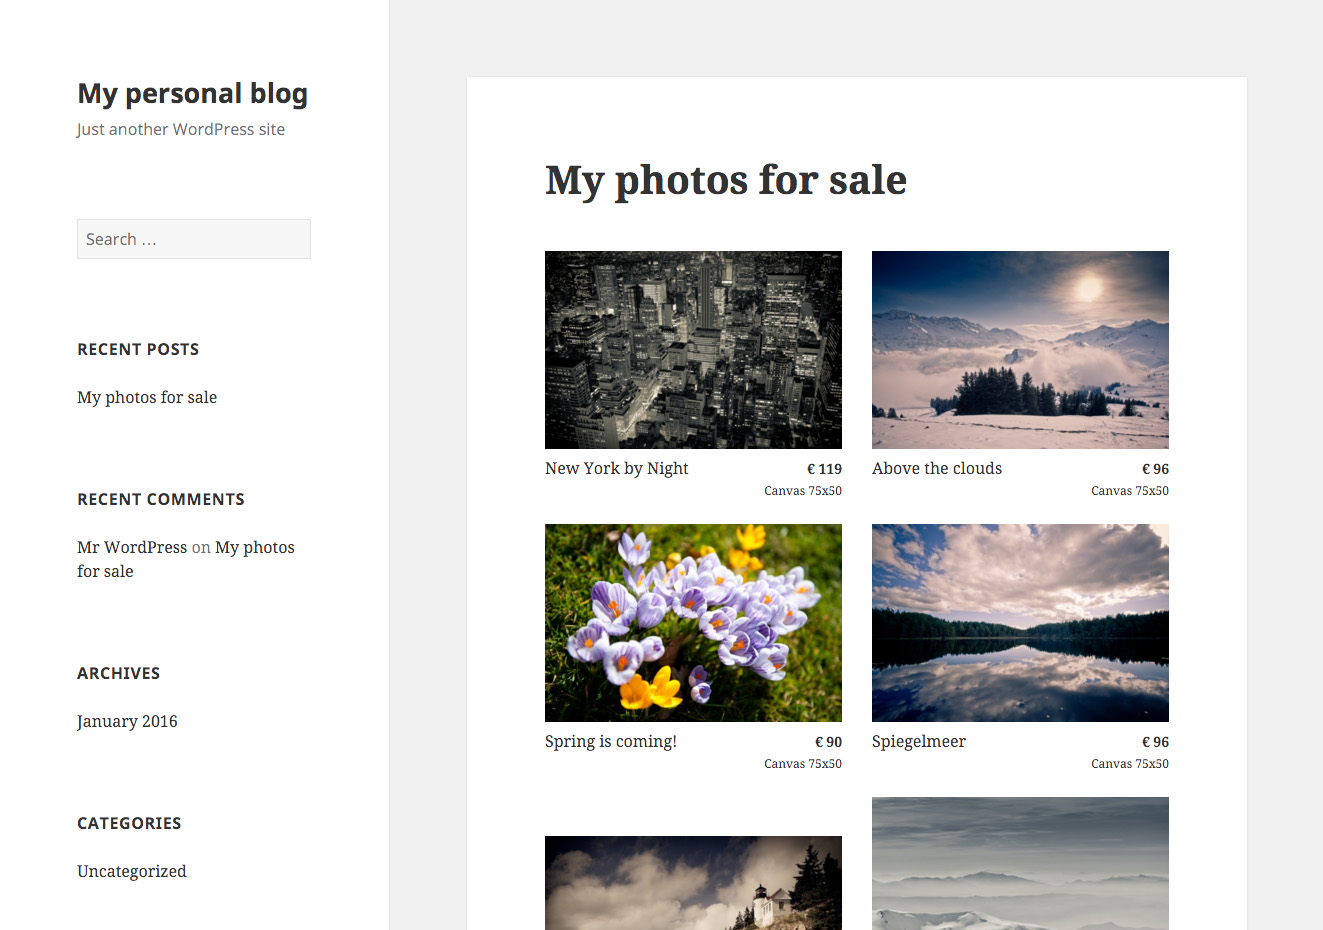 My personal blog
Just another WordPress site
Search …
RECENT POSTS
My photos for sale
RECENT COMMENTS
Mr WordPress on My photos
for sale
ARCHIVES
January 2016
CATEGORIES
Uncategorized
My photos for sale
New York by Night € 119
Canvas 75x50
Above the clouds € 96
Canvas 75x50
Spring is coming! € 90
Canvas 75x50
Spiegelmeer € 96
Canvas 75x50